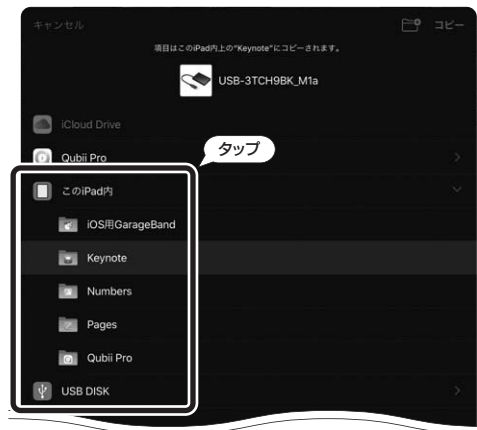 キャンセル
コピー
項目はこのiPad内上の"Keynote"にコピーされます。
USB-3TCH9BK_M1a
iCloud Drive
タップ
Qubii Pro
このiPad内
iOS用GarageBand
Keynote
Numbers
Pages
Qubii Pro
USB DISK